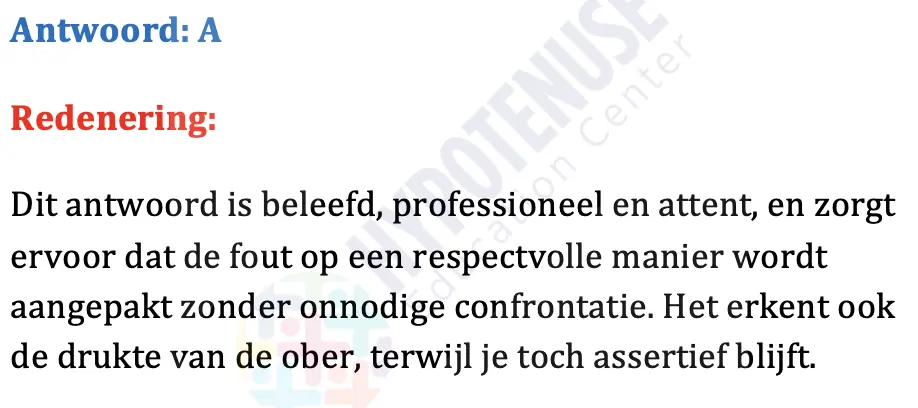 Antwoord: A
Redenering:
Dit antwoord is beleefd, professioneel en attent, en zorgt
ervoor dat de fout op een respectvolle manier wordt
aangepakt zonder onnodige confrontatie. Het erkent ook
de drukte van de ober, terwijl je toch assertief blijft.
HYPOTENUSE
Education Center